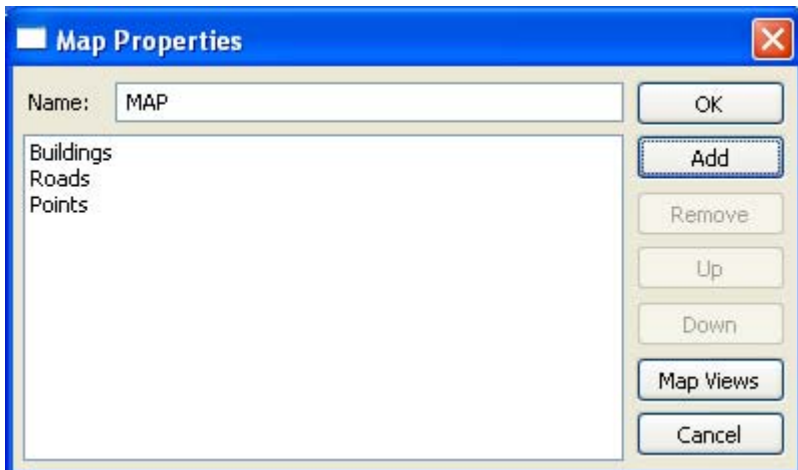 Map Properties
Name: MAP
OK
Buildings
Roads
Points
Add
Remove
Up
Down
Map Views
Cancel